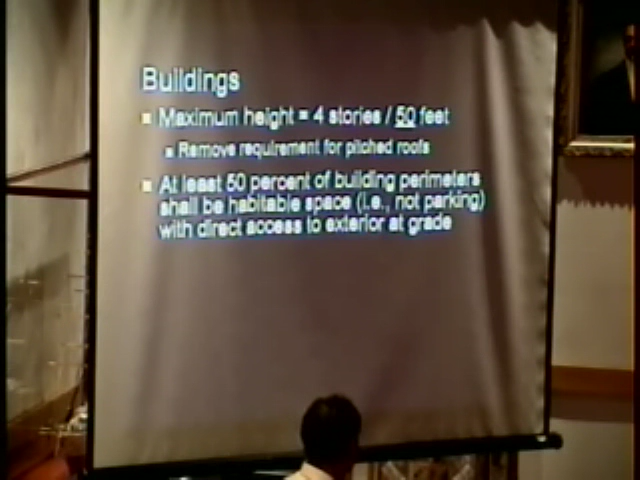 Buildings
Maximum height = 4 stories / 50 feet
Remove requirement for pitched roofs
At least 50 percent of building perimeters
shall be habitable space (i.e., not parking)
with direct access to exterior at grade